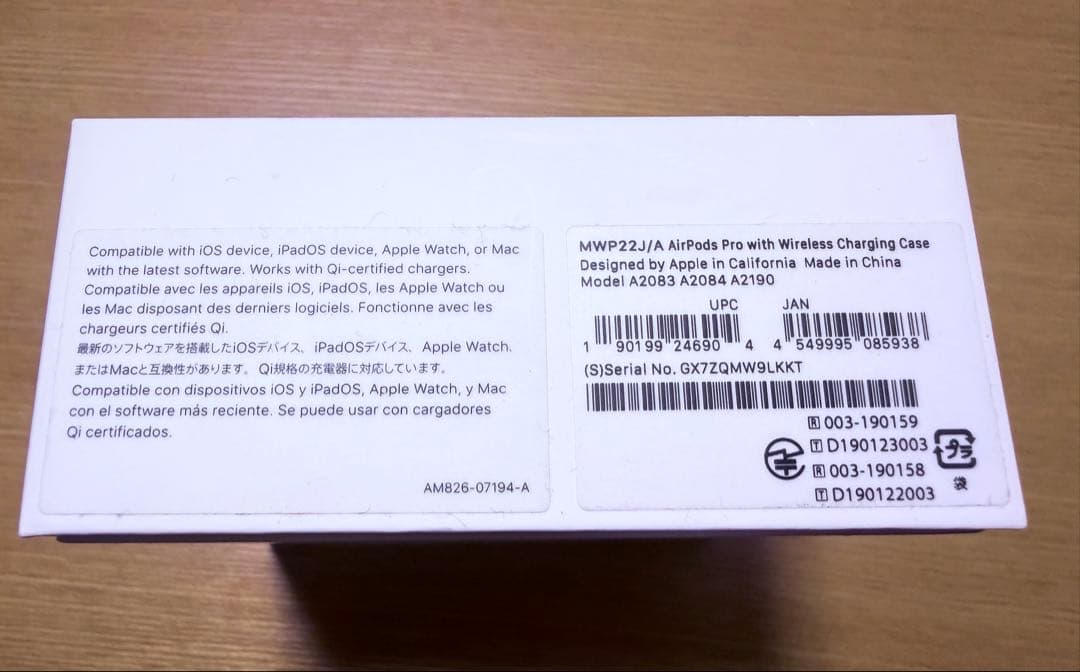 Compatible with iOS device, iPadOS device, Apple Watch, or Mac
with the latest software. Works with Qi-certified chargers.
Compatible avec les appareils iOS, iPadOS, les Apple Watch ou
les Mac disposant des derniers logiciels. Fonctionne avec les
chargeurs certifiés Qi.
最新のソフトウェアを搭載したiOSデバイス、iPadOSデバイス、Apple Watch、
またはMacと互換性があります。Qi規格の充電器に対応しています。
Compatible con dispositivos iOS y iPadOS, Apple Watch, y Mac
con el software más reciente. Se puede usar con cargadores
Qi certificados.
AM826-07194-A
MWP22J/A AirPods Pro with Wireless Charging Case
Designed by Apple in California Made in China
Model A2083 A2084 A2190
UPC JAN
1 90199 24690 4 4 549995 085938
(S)Serial No. GX7ZQMW9LKKT
R 003-190159
T D190123003
R 003-190158
T D190122003
プラ
袋